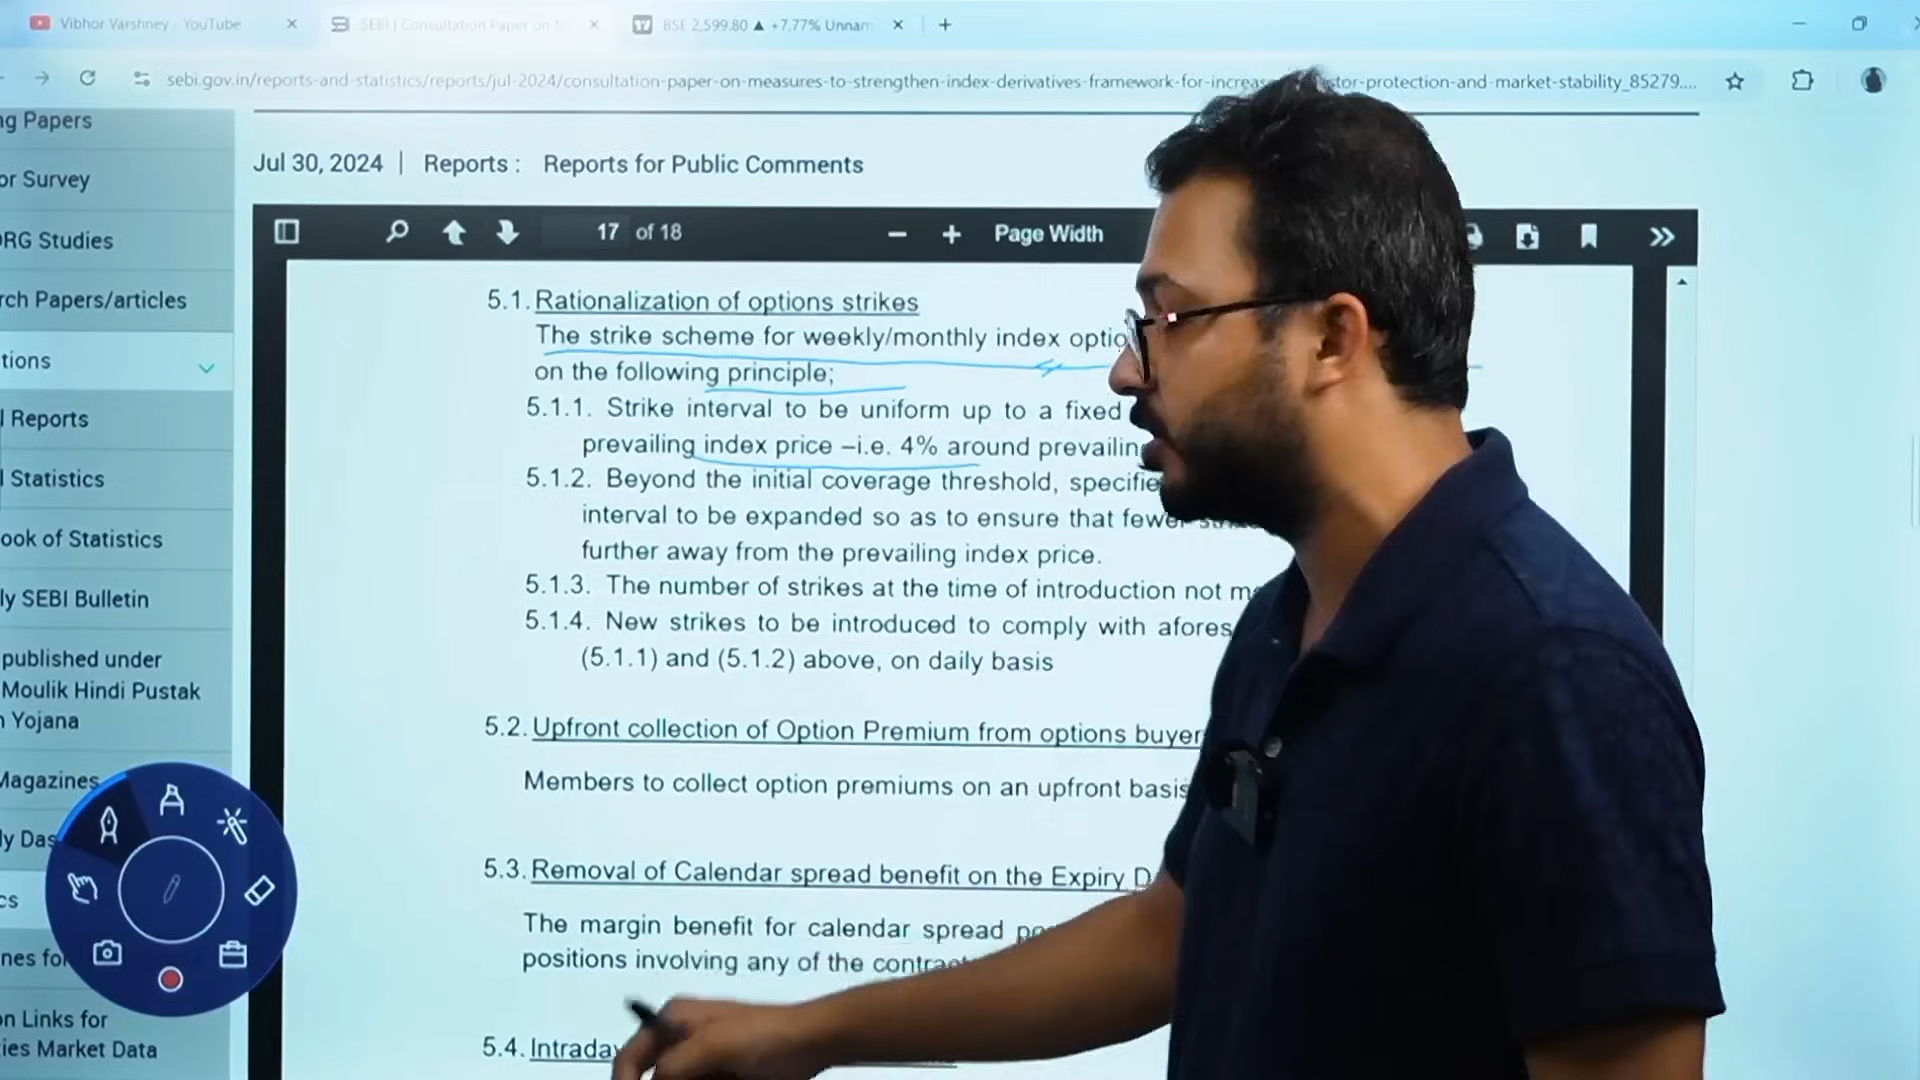 Vibhor Varshney - YouTube
SEBI | Consultation Paper on
BSE 2,599.80 ▲ +7.77% Unnam
sebi.gov.in/reports-and-statistics/reports/jul-2024/consultation-paper-on-measures-to-strengthen-index-derivatives-framework-for-increas tor-protection-and-market-stability_85279....
ng Papers
or Survey
ORG Studies
rch Papers/articles
tions
l Reports
l Statistics
ook of Statistics
ly SEBI Bulletin
published under
Moulik Hindi Pustak
n Yojana
Magazines
ly Das
cs
nes for
on Links for
ies Market Data
Jul 30, 2024 | Reports : Reports for Public Comments
17 of 18
Page Width
5.1. Rationalization of options strikes
The strike scheme for weekly/monthly index optio
on the following principle;
5.1.1. Strike interval to be uniform up to a fixed
prevailing index price –i.e. 4% around prevailin
5.1.2. Beyond the initial coverage threshold, specifie
interval to be expanded so as to ensure that fewer
further away from the prevailing index price.
5.1.3. The number of strikes at the time of introduction not m
5.1.4. New strikes to be introduced to comply with afores
(5.1.1) and (5.1.2) above, on daily basis
5.2. Upfront collection of Option Premium from options buyer
Members to collect option premiums on an upfront basis
5.3. Removal of Calendar spread benefit on the Expiry D
The margin benefit for calendar spread po
positions involving any of the contrac
5.4. Intraday